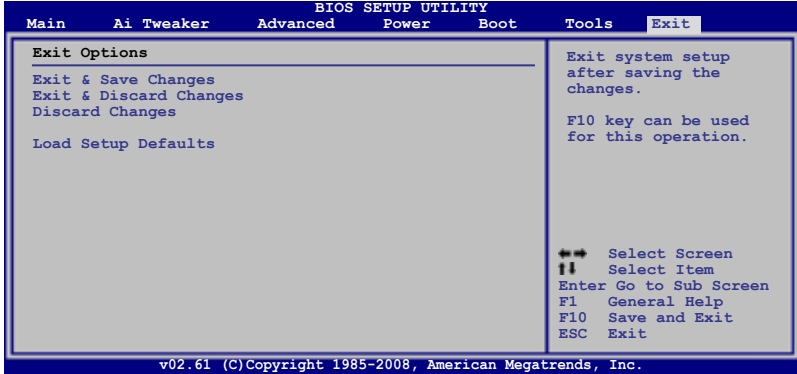 BIOS SETUP UTILITY
Main Ai Tweaker Advanced Power Boot Tools Exit
Exit Options
Exit & Save Changes
Exit & Discard Changes
Discard Changes
Load Setup Defaults
Exit system setup
after saving the
changes.
F10 key can be used
for this operation.
Select Screen
Select Item
Enter Go to Sub Screen
F1 General Help
F10 Save and Exit
ESC Exit
v02.61 (C)Copyright 1985-2008, American Megatrends, Inc.